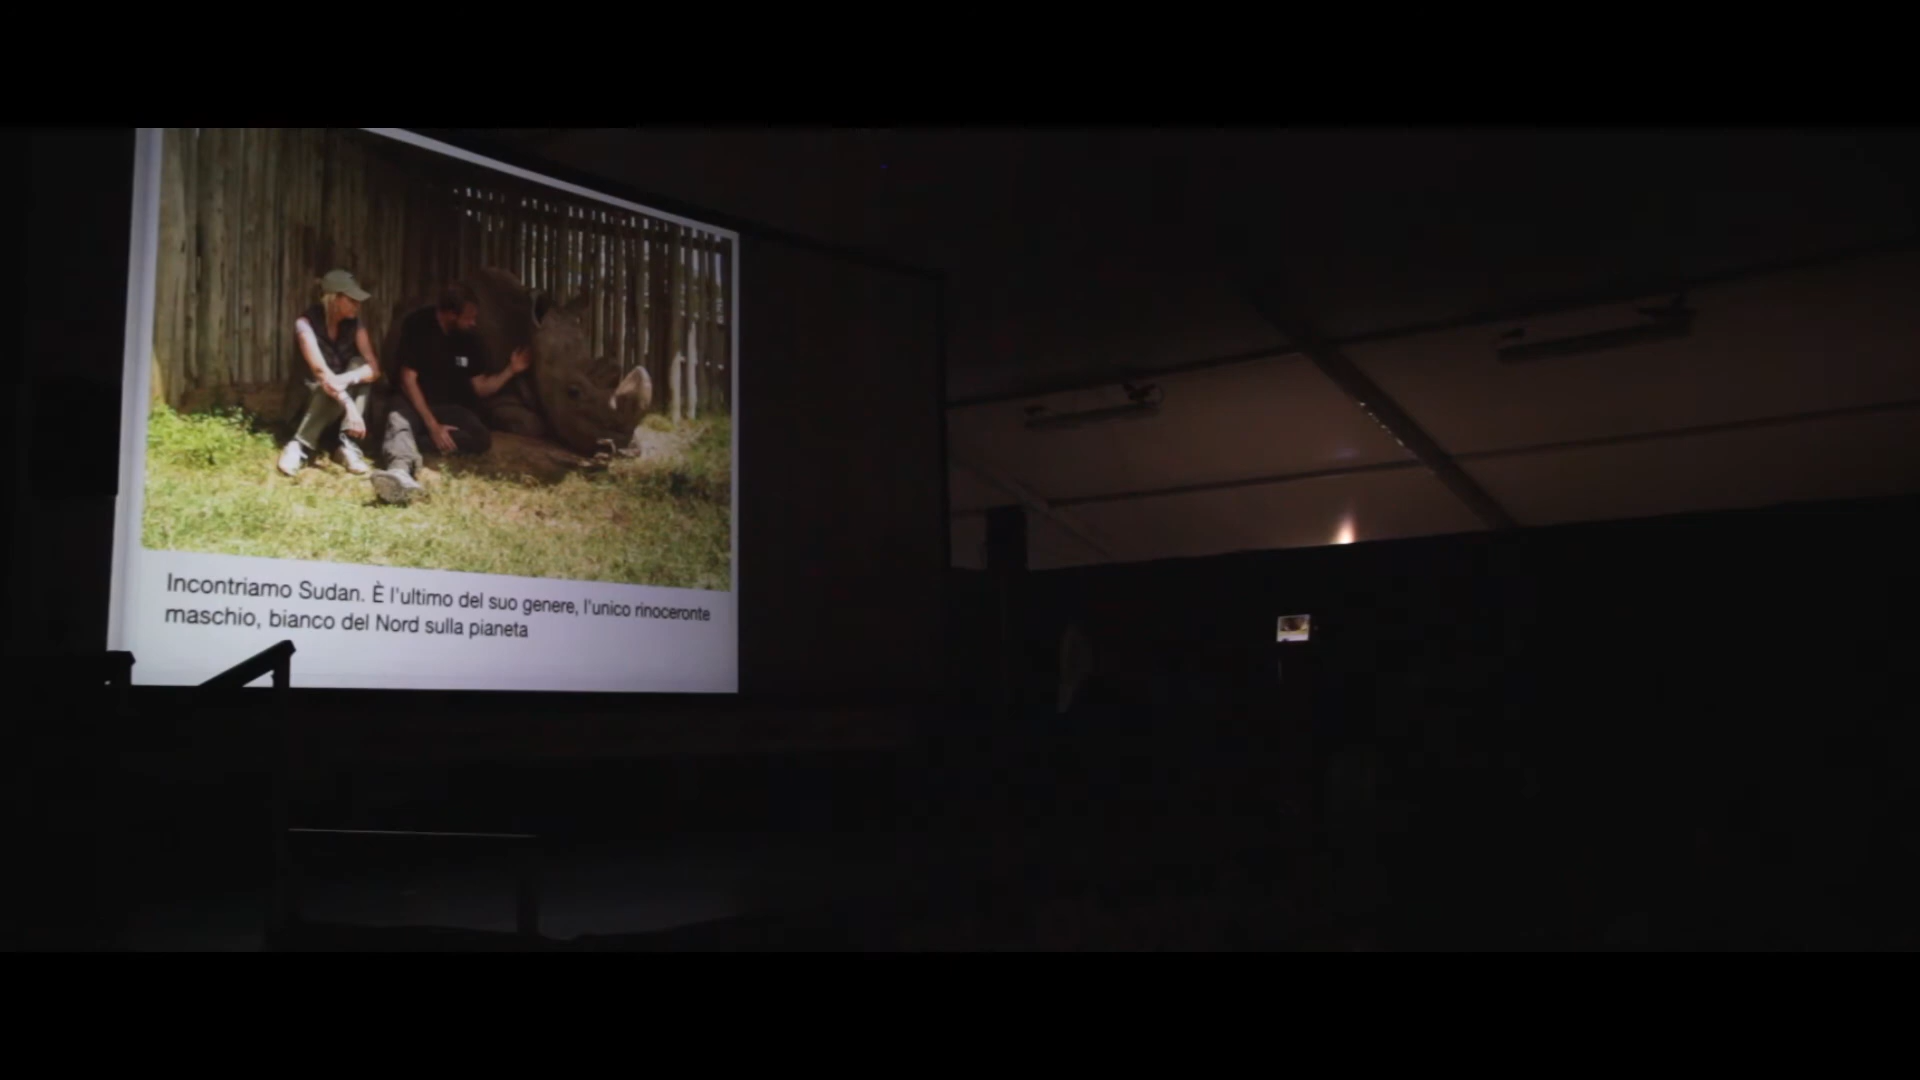 Incontriamo Sudan. È l'ultimo del suo genere, l'unico rinoceronte
maschio, bianco del Nord sulla pianeta